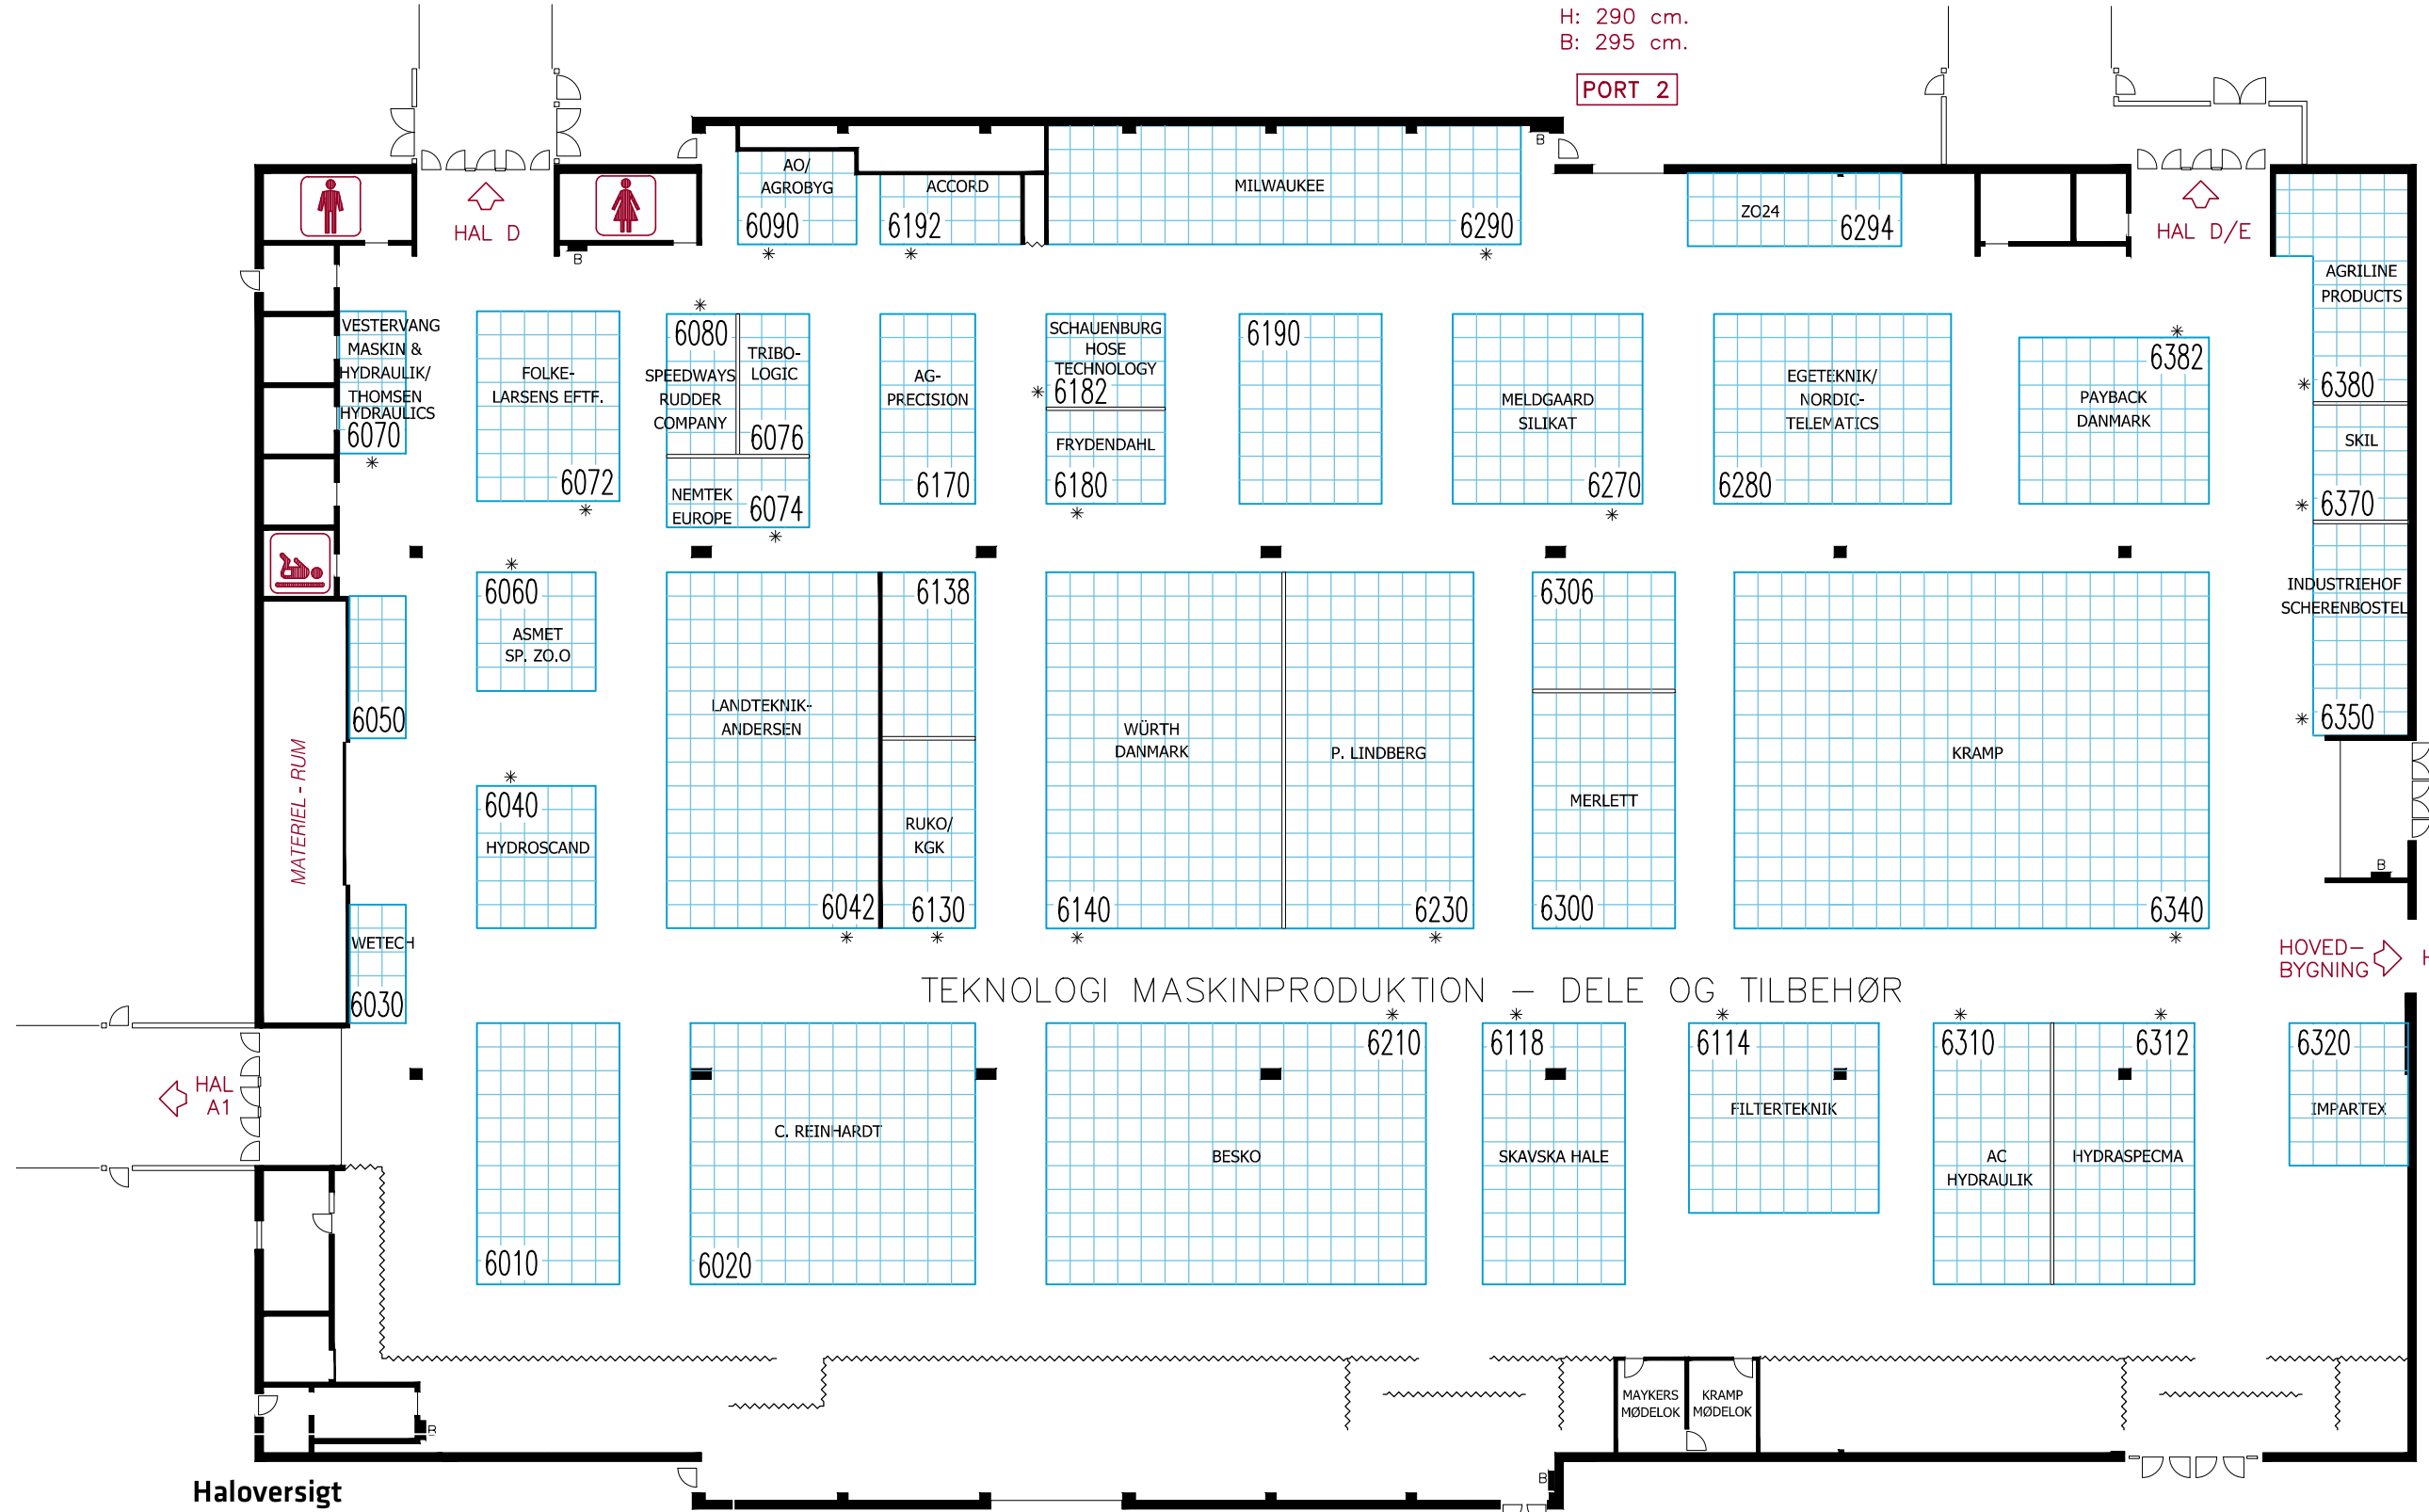 H: 290 cm.
B: 295 cm.
PORT 2
HAL D
B
AO/
AGROBYG
6090
*
ACCORD
6192
*
MILWAUKEE
6290
*
B
ZO24
6294
HAL D/E
AGRILINE
PRODUCTS
* 6380
VESTERVANG
MASKIN &
HYDRAULIK/
THOMSEN
HYDRAULICS
6070
*
FOLKE-
LARSENS EFTF.
6072
*
*
6080
SPEEDWAYS
RUDDER
COMPANY
TRIBO-
LOGIC
6076
NEMTEK
EUROPE
6074
*
AG-
PRECISION
6170
SCHAUENBURG
HOSE
TECHNOLOGY
* 6182
FRYDENDAHL
6180
*
6190
MELDGAARD
SILIKAT
6270
*
EGETEKNIK/
NORDIC-
TELEMATICS
6280
*
6382
PAYBACK
DANMARK
SKIL
* 6370
INDUSTRIEHOF
SCHERENBOSTEL
* 6350
*
6060
ASMET
SP. ZO.O
6050
MATERIEL - RUM
*
6040
HYDROSCAND
WETECH
6030
LANDTEKNIK-
ANDERSEN
6042
*
6138
RUKO/
KGK
6130
*
WÜRTH
DANMARK
6140
*
P. LINDBERG
6230
*
6306
MERLETT
6300
KRAMP
6340
*
B
HOVED-
BYGNING
TEKNOLOGI MASKINPRODUKTION – DELE OG TILBEHØR
HAL
A1
6010
C. REINHARDT
6020
*
6210
BESKO
*
6118
SKAVSKA HALE
*
6114
FILTERTEKNIK
*
6310
AC
HYDRAULIK
*
6312
HYDRASPECMA
6320
IMPARTEX
MAYKERS
MØDELOK
KRAMP
MØDELOK
B
B
Haloversigt